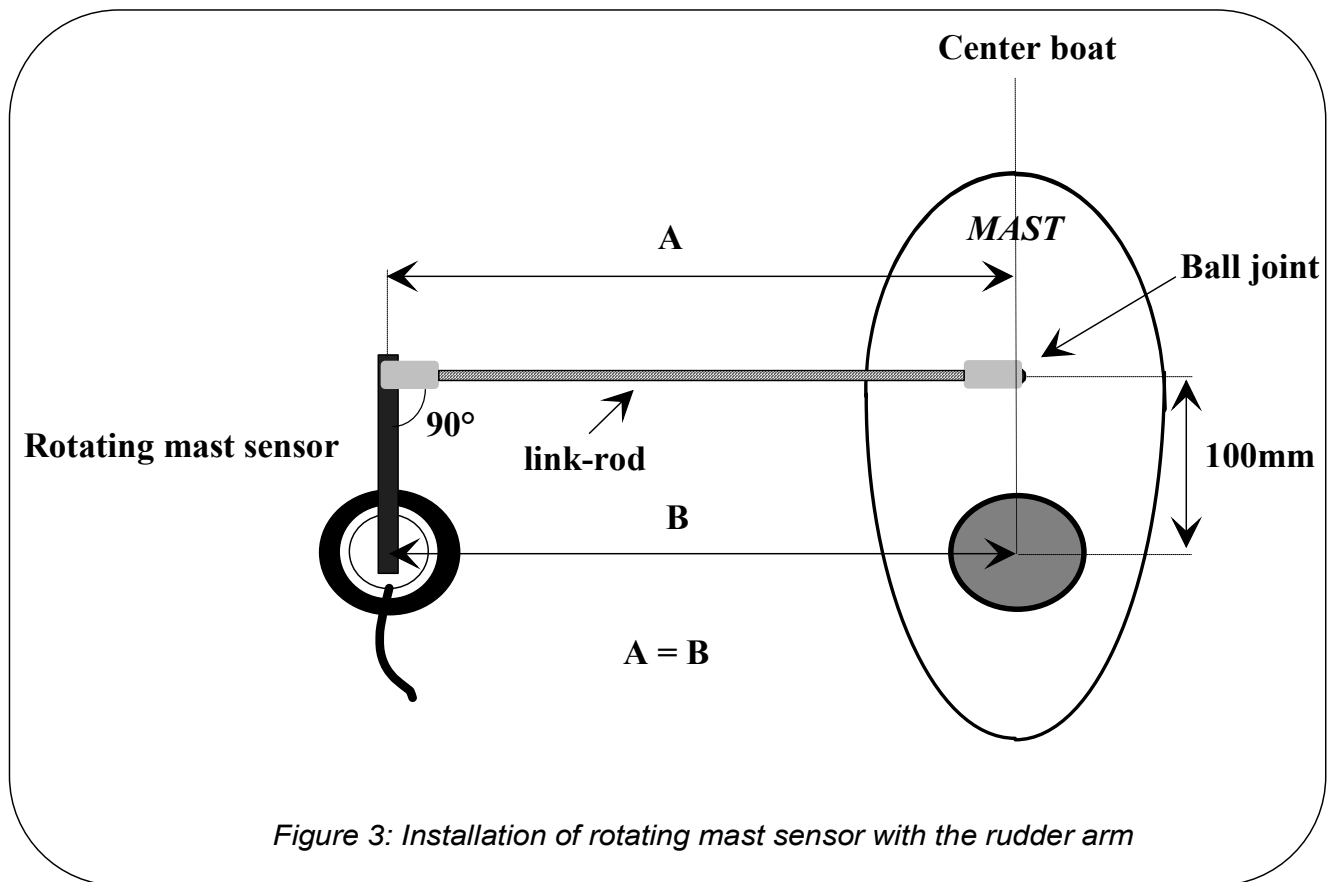 Center boat
MAST
A
Ball joint
90°
Rotating mast sensor
link-rod
100mm
B
A = B
Figure 3: Installation of rotating mast sensor with the rudder arm